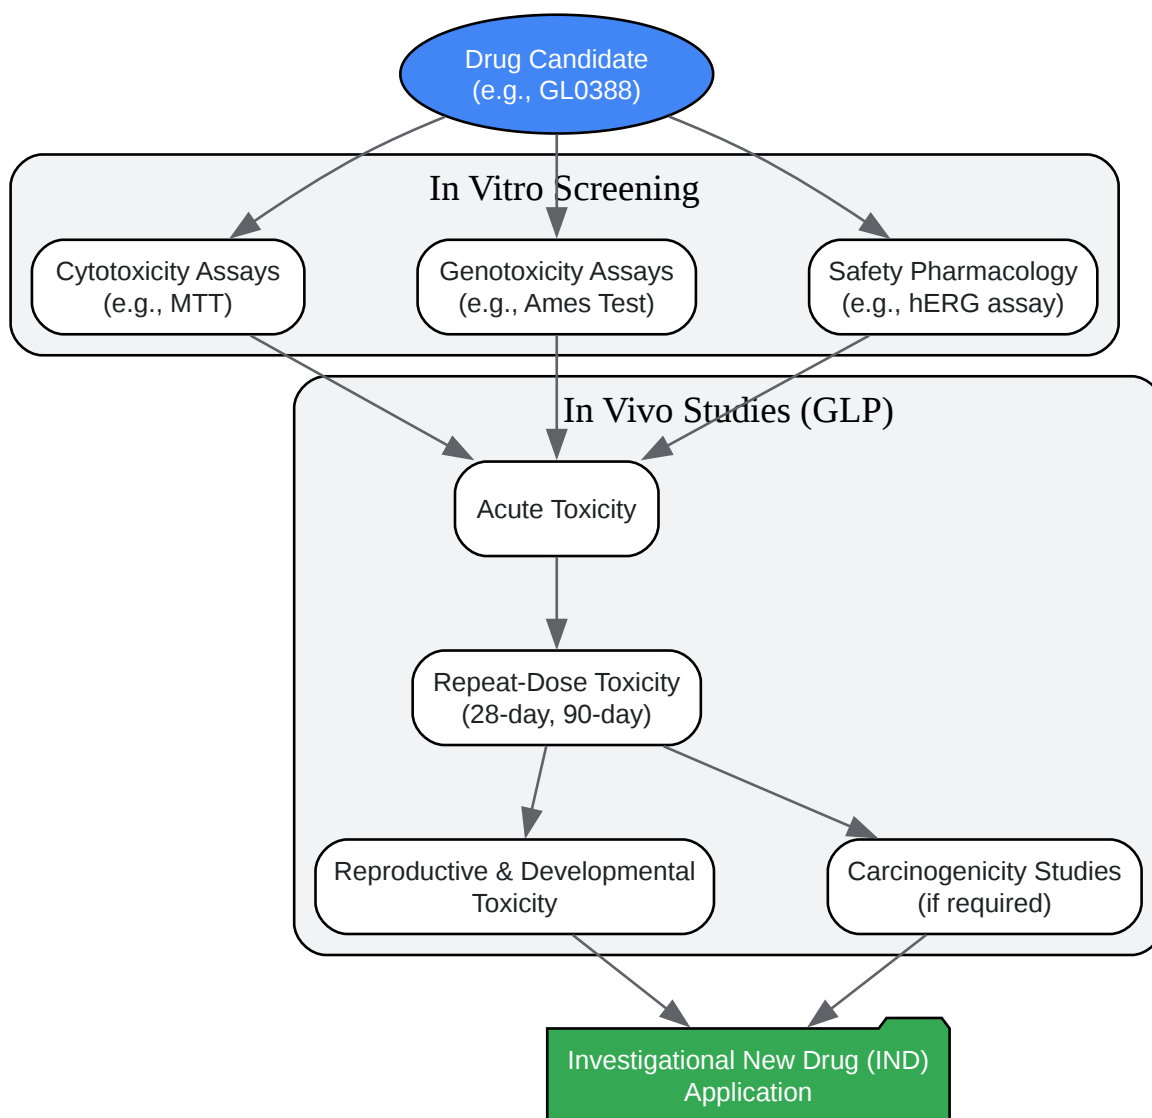 Drug Candidate
(e.g., GL0388)
In Vitro Screening
Cytotoxicity Assays
(e.g., MTT)
Genotoxicity Assays
(e.g., Ames Test)
Safety Pharmacology
(e.g., hERG assay)
In Vivo Studies (GLP)
Acute Toxicity
Repeat-Dose Toxicity
(28-day, 90-day)
Reproductive & Developmental
Toxicity
Carcinogenicity Studies
(if required)
Investigational New Drug (IND)
Application